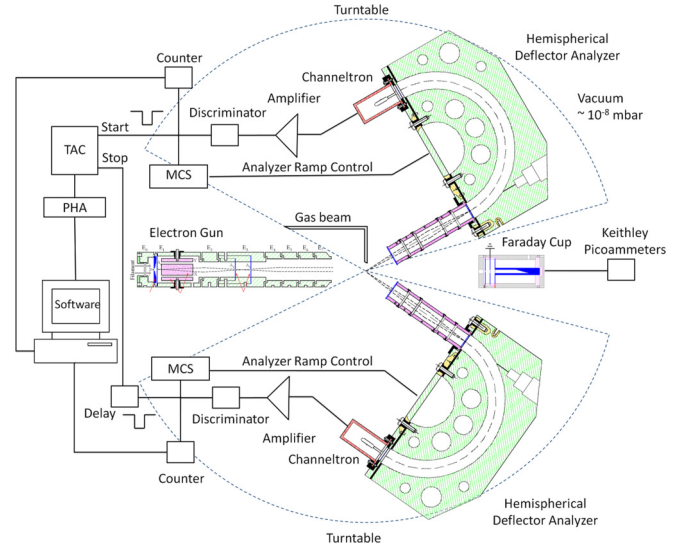 Turntable
Hemispherical
Deflector Analyzer
Counter
Channeltron
Amplifier
Discriminator
Vacuum
~ 10⁻⁸ mbar
Start
TAC
Stop
MCS
Analyzer Ramp Control
PHA
Electron Gun
Gas beam
Faraday Cup
Keithley
Picoammeters
Filament
Software
MCS
Analyzer Ramp Control
Delay
Discriminator
Amplifier
Channeltron
Counter
Hemispherical
Deflector Analyzer
Turntable